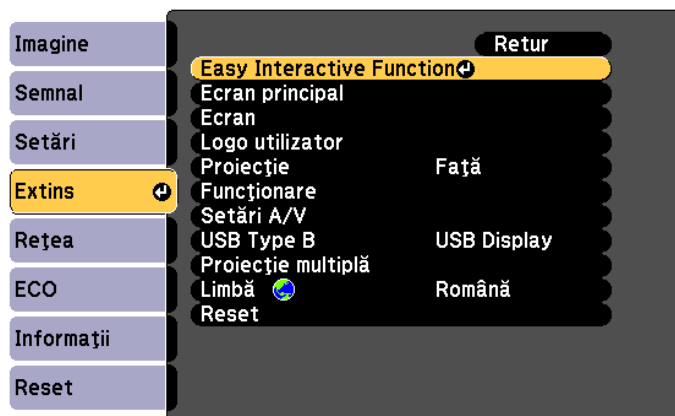 Imagine
Semnal
Setări
Extins
Reţea
ECO
Informaţii
Reset
Retur
Easy Interactive Function
Ecran principal
Ecran
Logo utilizator
Proiecţie Faţă
Funcţionare
Setări A/V
USB Type B USB Display
Proiecţie multiplă
Limbă Română
Reset